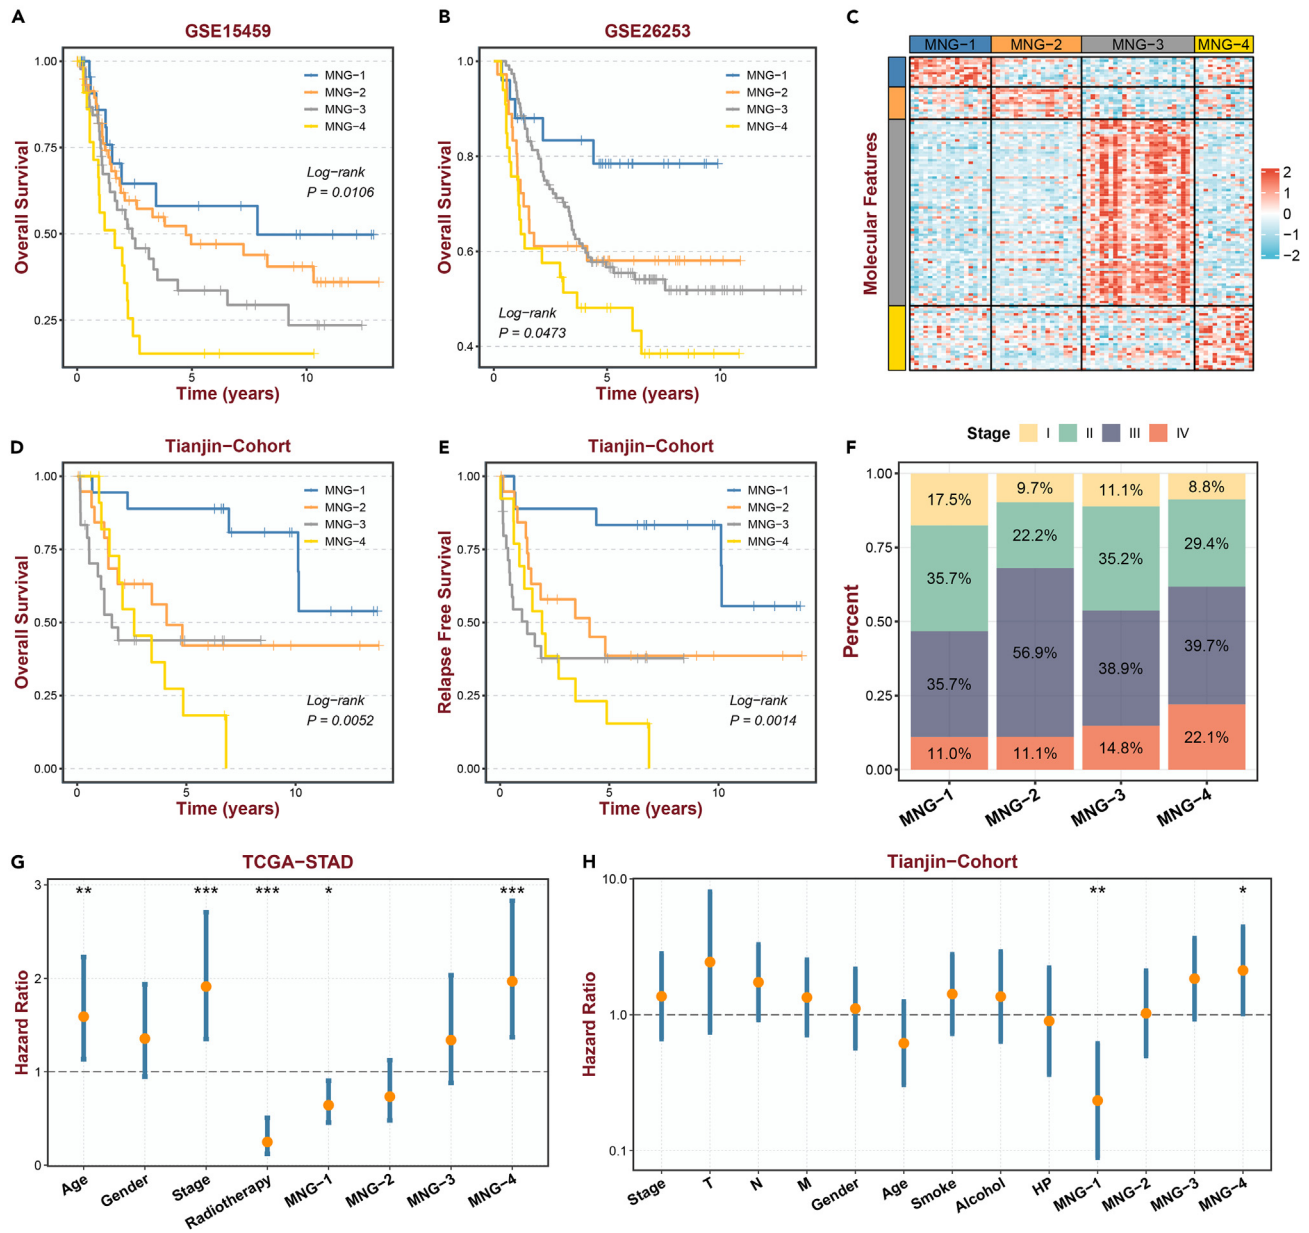 A
GSE15459
Overall Survival
1.00
0.75
0.50
0.25
MNG−1
MNG−2
MNG−3
MNG−4
Log−rank
P = 0.0106
0
5
10
Time (years)
B
GSE26253
Overall Survival
1.0
0.8
0.6
0.4
MNG−1
MNG−2
MNG−3
MNG−4
Log−rank
P = 0.0473
0
5
10
Time (years)
C
MNG−1
MNG−2
MNG−3
MNG−4
Molecular Features
2
1
0
−1
−2
D
Tianjin−Cohort
Overall Survival
1.00
0.75
0.50
0.25
0.00
MNG−1
MNG−2
MNG−3
MNG−4
Log−rank
P = 0.0052
0
5
10
Time (years)
E
Tianjin−Cohort
Relapse Free Survival
1.00
0.75
0.50
0.25
0.00
MNG−1
MNG−2
MNG−3
MNG−4
Log−rank
P = 0.0014
0
5
10
Time (years)
F
Stage I II III IV
Percent
1.00
0.75
0.50
0.25
0.00
17.5%
35.7%
35.7%
11.0%
9.7%
22.2%
56.9%
11.1%
11.1%
35.2%
38.9%
14.8%
8.8%
29.4%
39.7%
22.1%
MNG−1
MNG−2
MNG−3
MNG−4
G
TCGA−STAD
Hazard Ratio
3
2
1
0
** *** *** * ***
Age
Gender
Stage
Radiotherapy
MNG−1
MNG−2
MNG−3
MNG−4
H
Tianjin−Cohort
Hazard Ratio
10.0
1.0
0.1
** *
Stage
T
N
M
Gender
Age
Smoke
Alcohol
HP
MNG−1
MNG−2
MNG−3
MNG−4